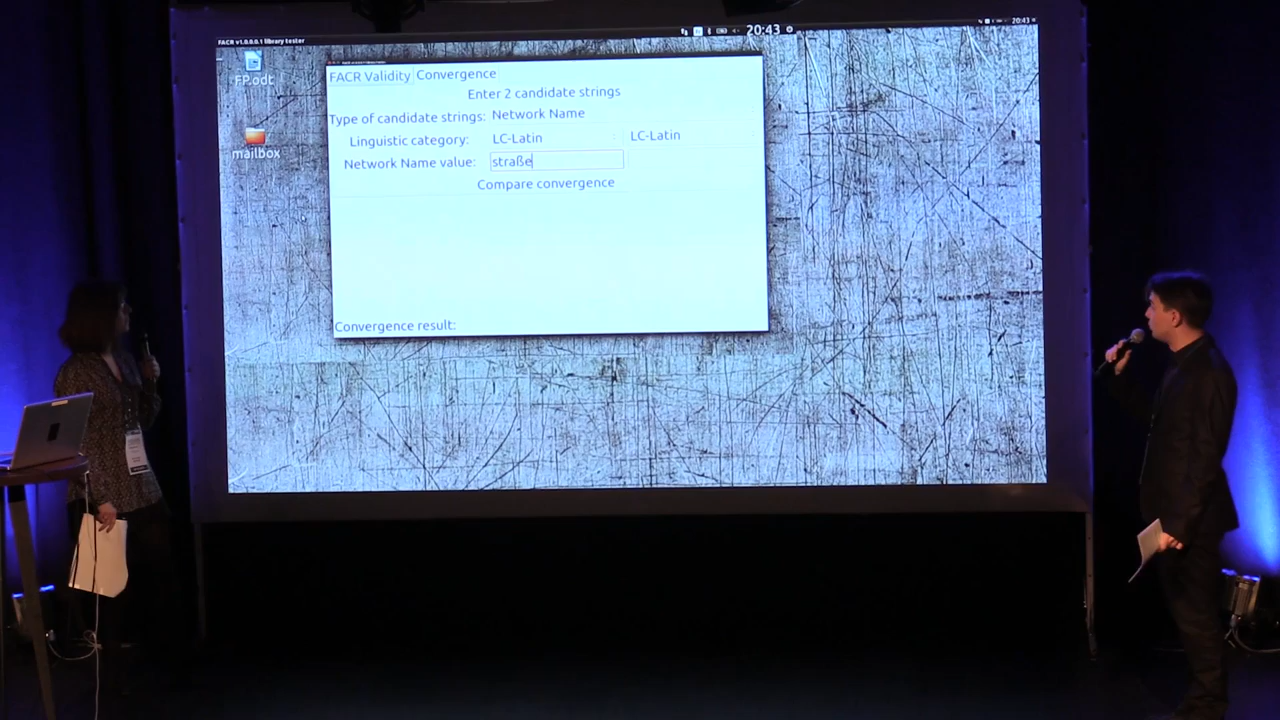 FACR v1.0.0.0.1 library tester
20:43
20:43
FP.odt
mailbox
FACR Validity Convergence
Enter 2 candidate strings
Type of candidate strings: Network Name
Linguistic category: LC-Latin LC-Latin
Network Name value: straße
Compare convergence
Convergence result: